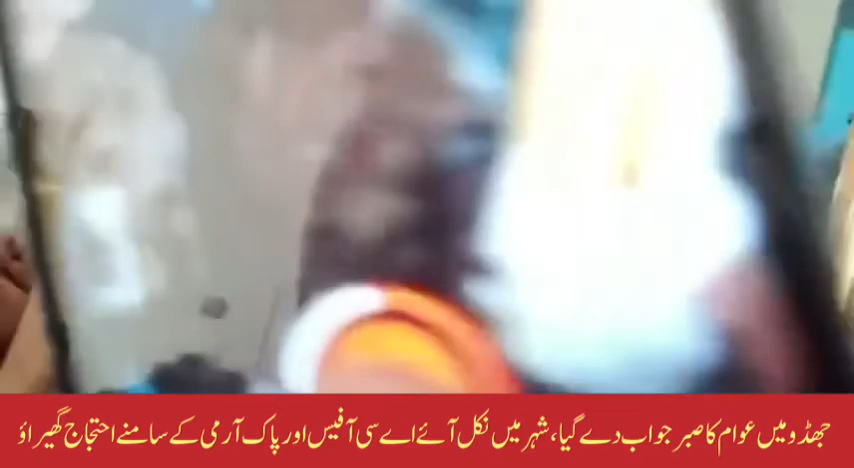 جھڈو میں عوام کا صبر جواب دے گیا، شہر میں نکل آئے اے سی آفیس اور پاک آرمی کے سامنے احتجاج گھیراؤ